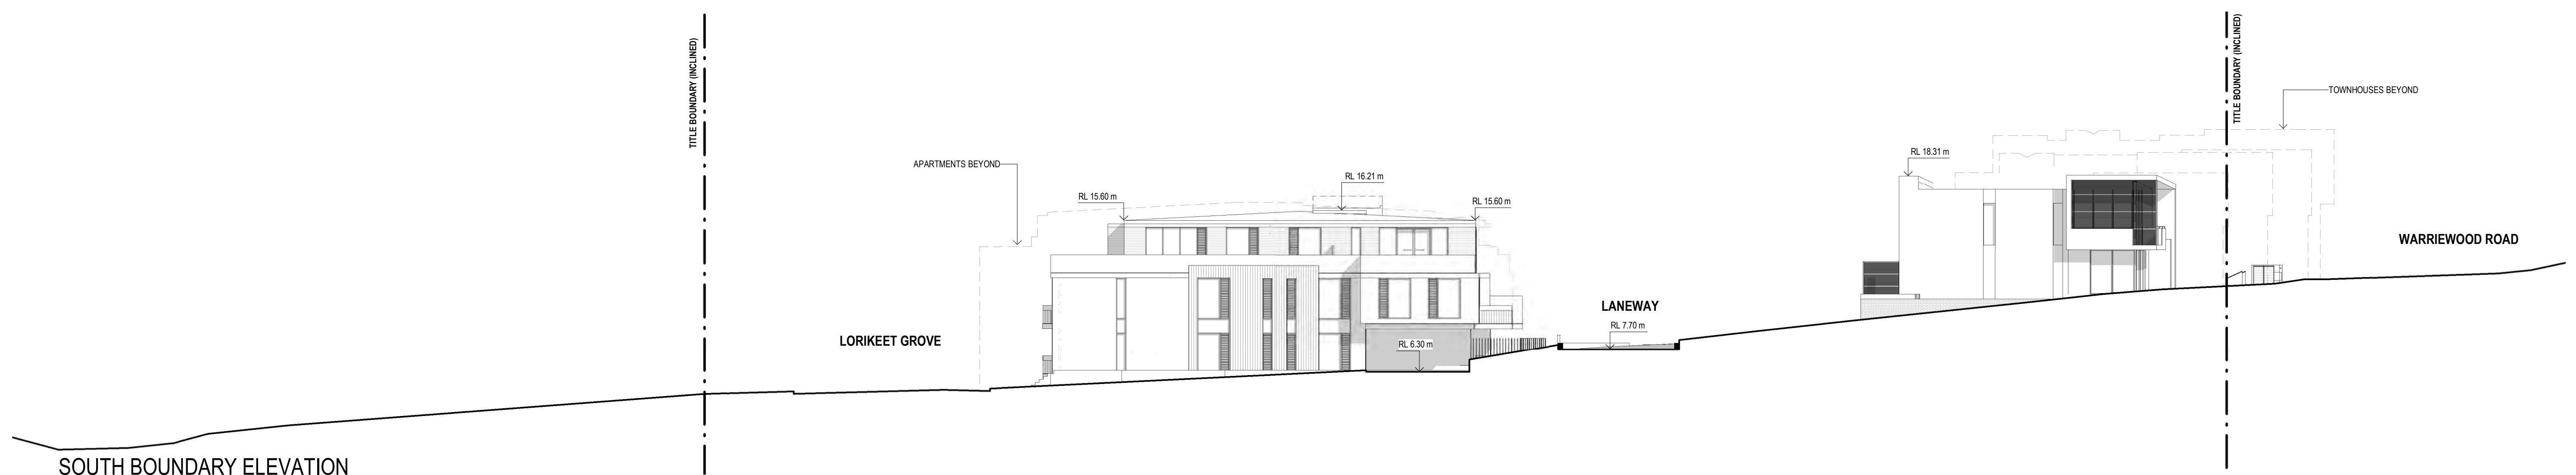 TITLE BOUNDARY (INCLINED)
TITLE BOUNDARY (INCLINED)
TOWNHOUSES BEYOND
RL 18.31 m
APARTMENTS BEYOND
RL 16.21 m
RL 15.60 m
RL 15.60 m
WARRIEWOOD ROAD
LANEWAY
RL 7.70 m
LORIKEET GROVE
RL 6.30 m
SOUTH BOUNDARY ELEVATION